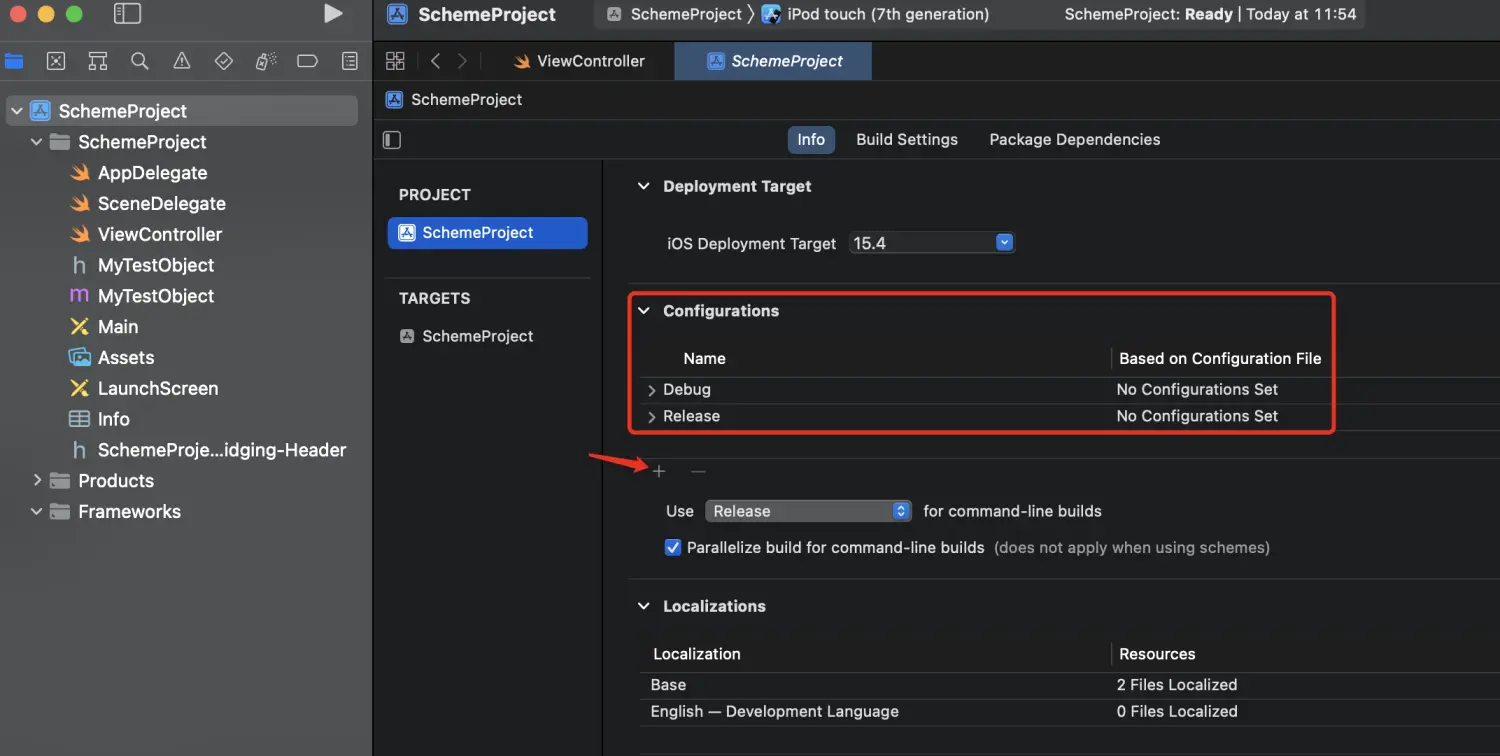 SchemeProject
SchemeProject 〉 iPod touch (7th generation)
SchemeProject: Ready | Today at 11:54
ViewController
SchemeProject
SchemeProject
SchemeProject
AppDelegate
SceneDelegate
ViewController
h MyTestObject
m MyTestObject
Main
Assets
LaunchScreen
Info
h SchemeProje...idging-Header
Products
Frameworks
SchemeProject
Info Build Settings Package Dependencies
PROJECT
SchemeProject
TARGETS
SchemeProject
Deployment Target
iOS Deployment Target 15.4
Configurations
Name Based on Configuration File
Debug No Configurations Set
Release No Configurations Set
+ —
Use Release for command-line builds
Parallelize build for command-line builds (does not apply when using schemes)
Localizations
Localization Resources
Base 2 Files Localized
English — Development Language 0 Files Localized